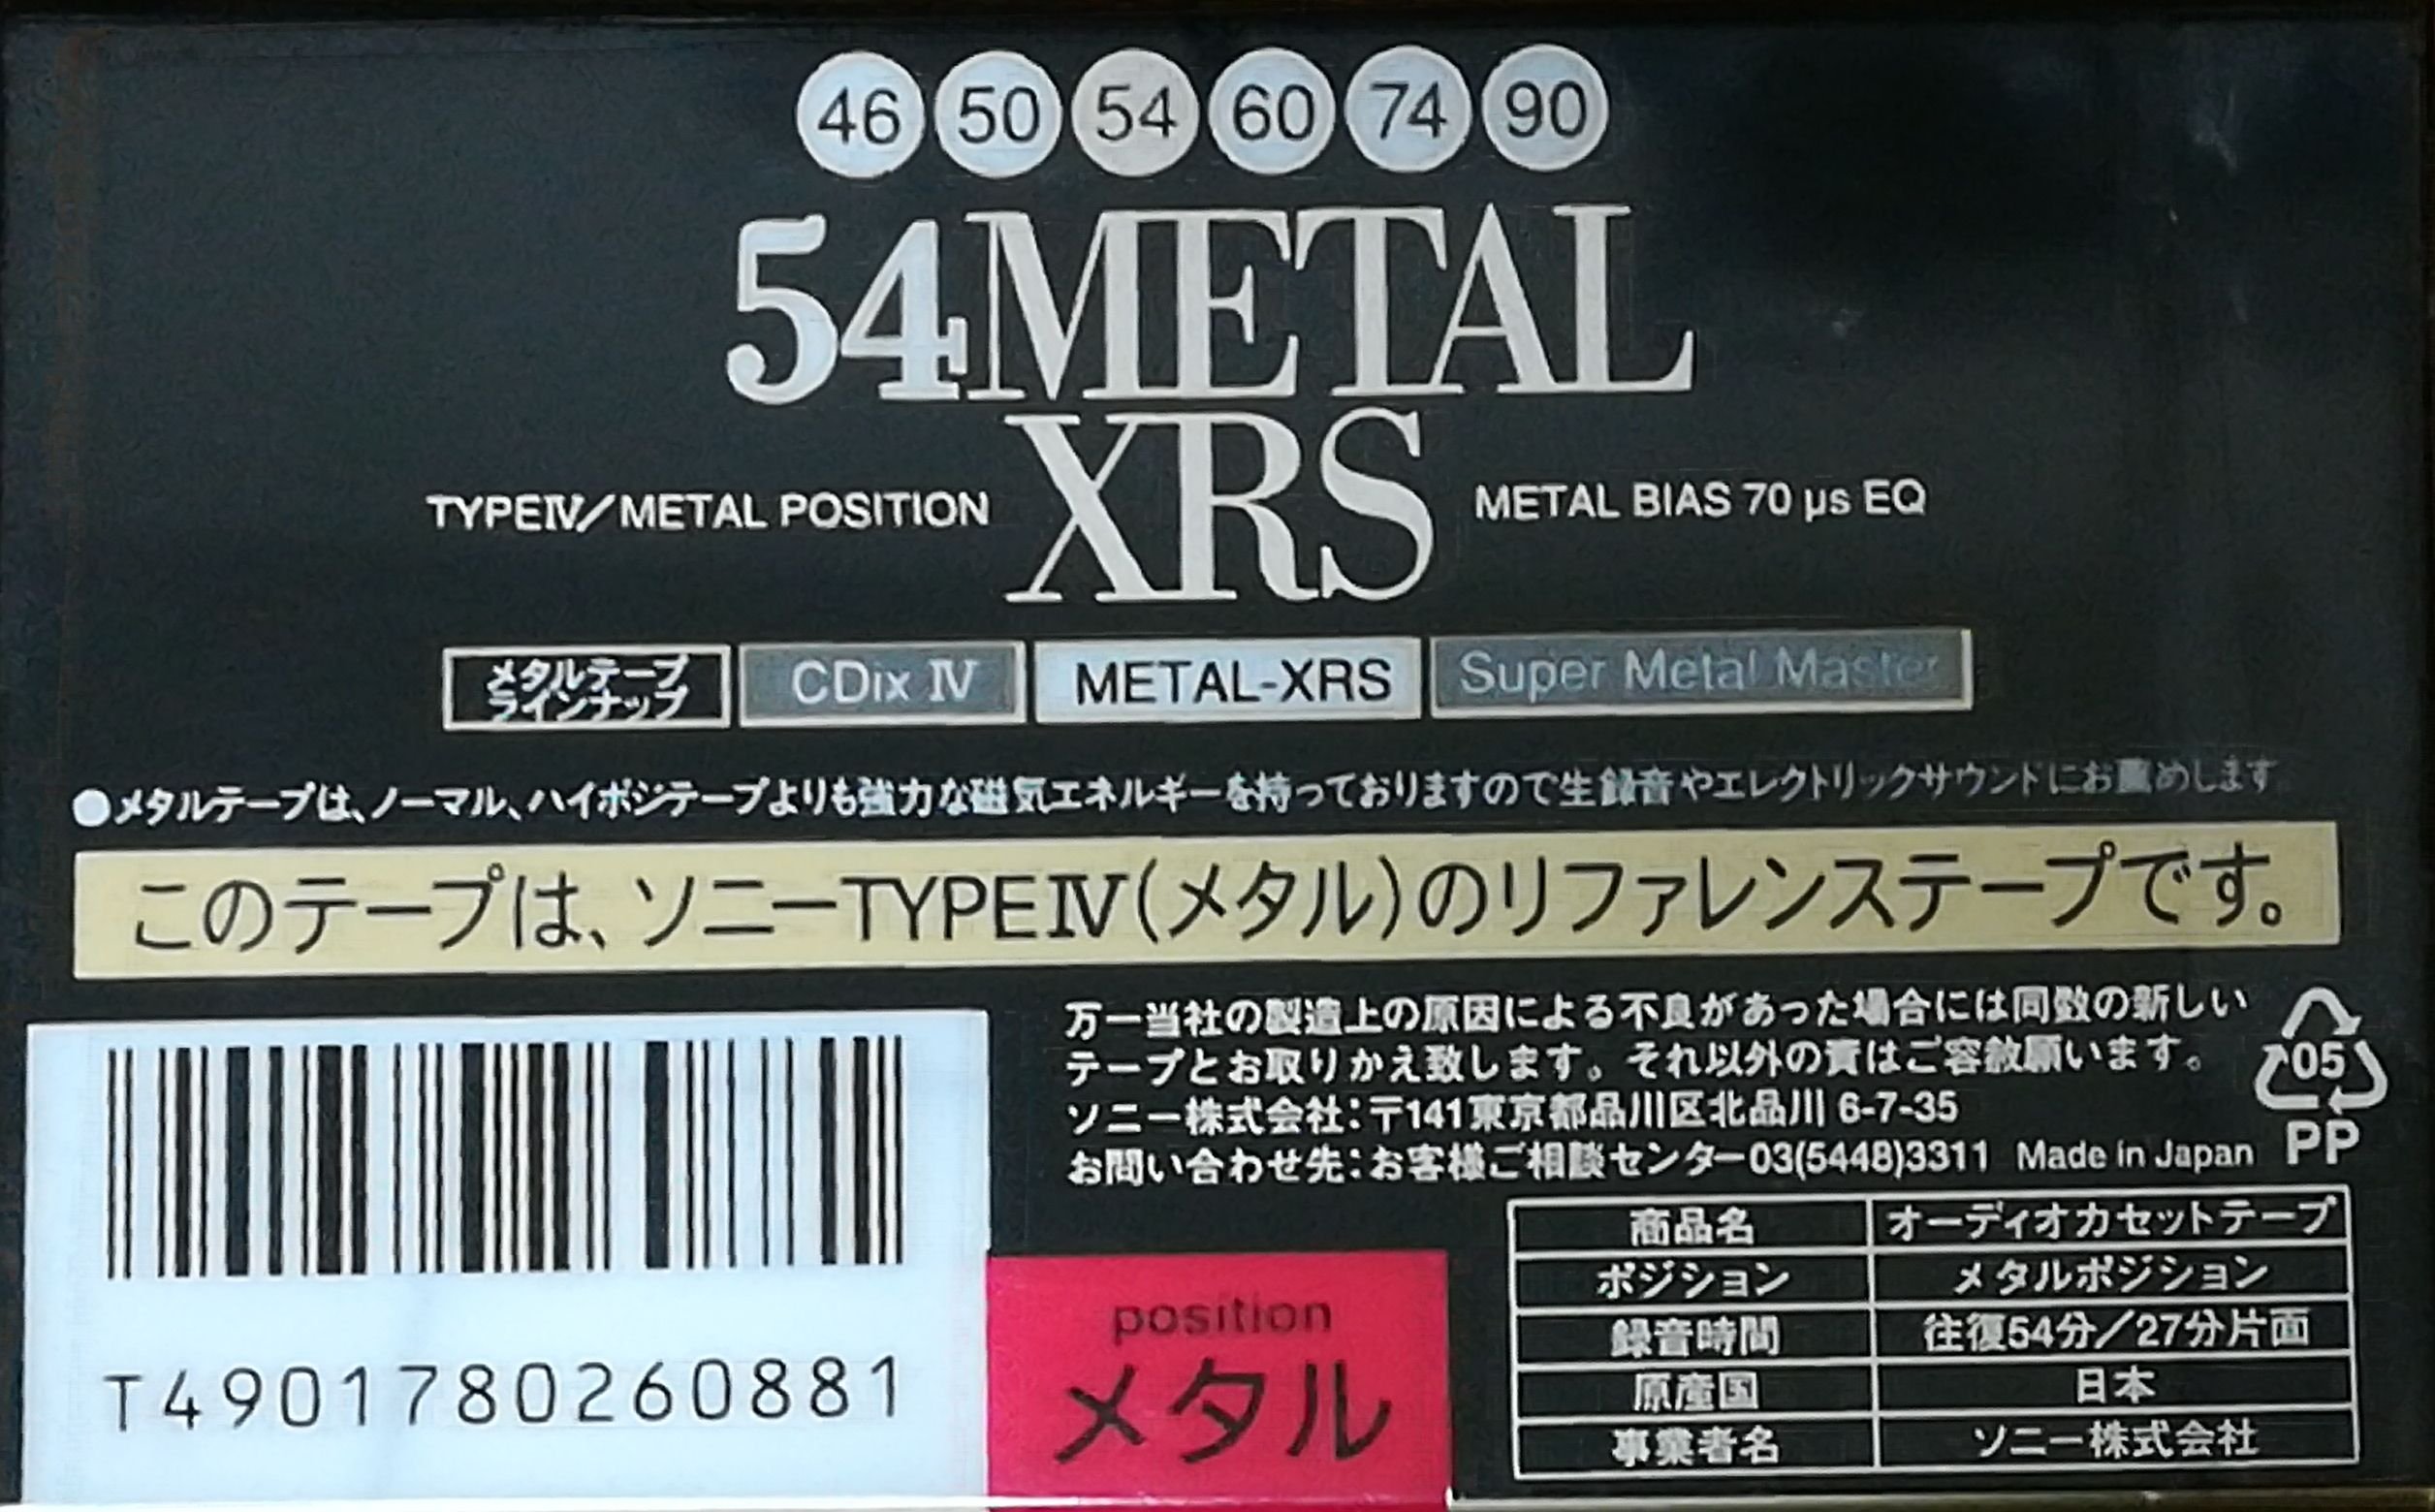 46 50 54 60 74 90
54METAL
XRS
TYPEⅣ/METAL POSITION
METAL BIAS 70 µs EQ
メタルテープ
ラインナップ
CDix Ⅳ
METAL-XRS
Super Metal Master
●メタルテープは、ノーマル、ハイポジテープよりも強力な磁気エネルギーを持っておりますので生録音やエレクトリックサウンドにお薦めします。
このテープは、ソニーTYPEⅣ(メタル)のリファレンステープです。
万一当社の製造上の原因による不良があった場合には同数の新しい
テープとお取りかえ致します。それ以外の責はご容赦願います。
ソニー株式会社:〒141東京都品川区北品川 6-7-35
お問い合わせ先:お客様ご相談センター03(5448)3311 Made in Japan
05
PP
T4901780260881
position
メタル
商品名 オーディオカセットテープ
ポジション メタルポジション
録音時間 往復54分/27分片面
原産国 日本
事業者名 ソニー株式会社